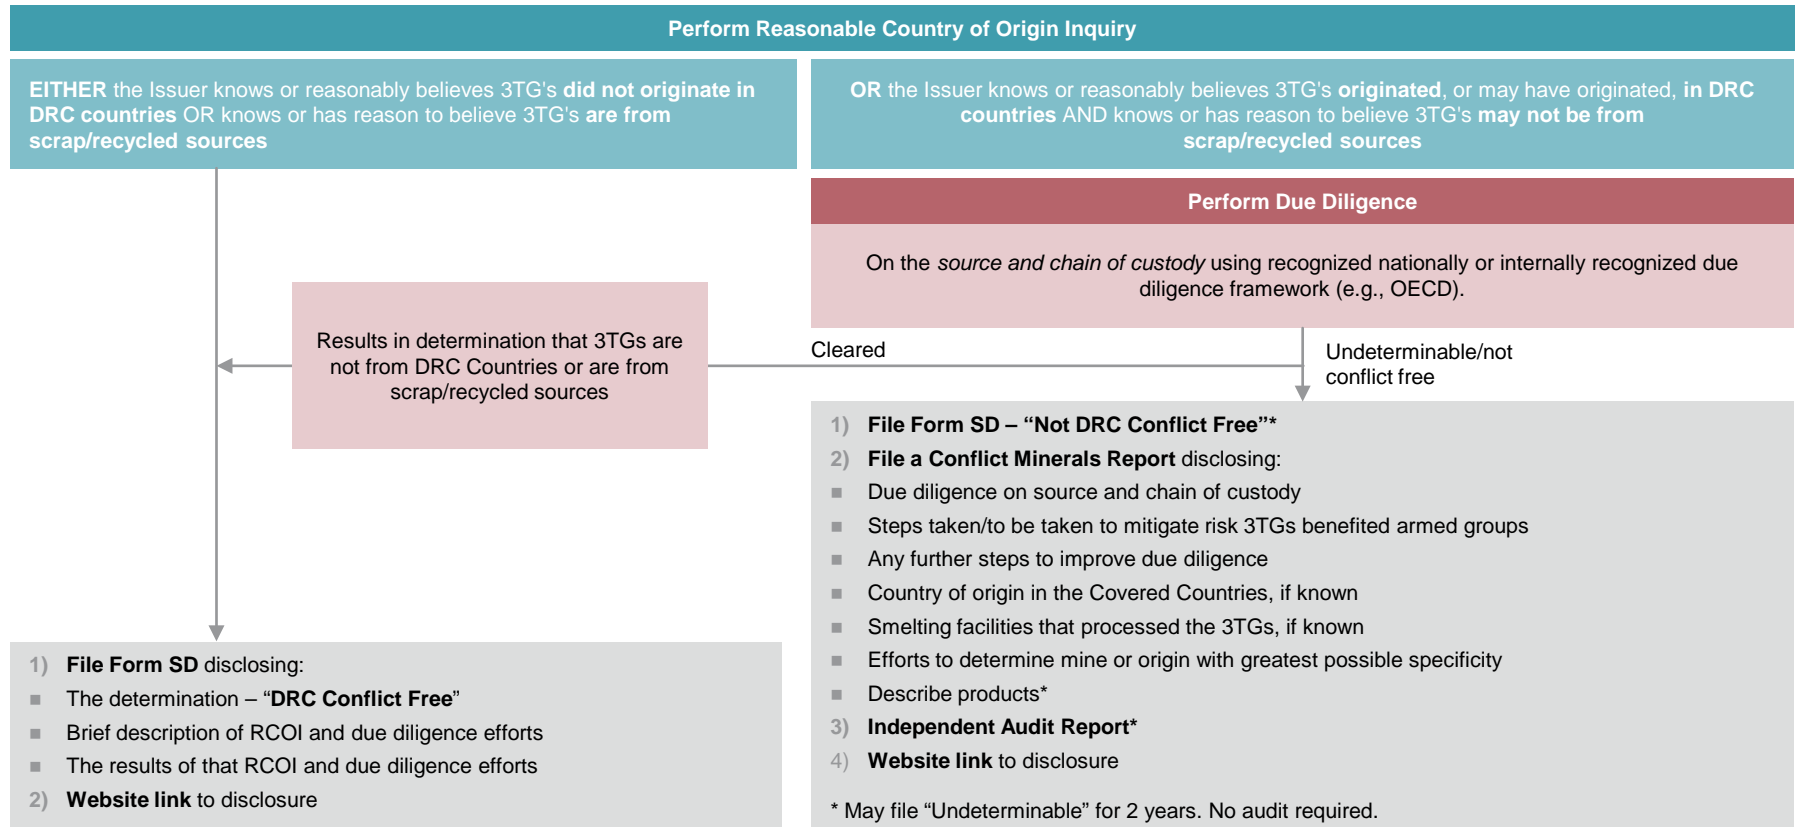 Perform Reasonable Country of Origin Inquiry
EITHER the Issuer knows or reasonably believes 3TG's did not originate in
DRC countries OR knows or has reason to believe 3TG's are from
scrap/recycled sources
OR the Issuer knows or reasonably believes 3TG's originated, or may have originated, in DRC
countries AND knows or has reason to believe 3TG's may not be from
scrap/recycled sources
Perform Due Diligence
On the source and chain of custody using recognized nationally or internally recognized due
diligence framework (e.g., OECD).
Results in determination that 3TGs are
not from DRC Countries or are from
scrap/recycled sources
Cleared
Undeterminable/not
conflict free
1) File Form SD – “Not DRC Conflict Free”*
2) File a Conflict Minerals Report disclosing:
■ Due diligence on source and chain of custody
■ Steps taken/to be taken to mitigate risk 3TGs benefited armed groups
■ Any further steps to improve due diligence
■ Country of origin in the Covered Countries, if known
■ Smelting facilities that processed the 3TGs, if known
■ Efforts to determine mine or origin with greatest possible specificity
■ Describe products*
3) Independent Audit Report*
4) Website link to disclosure
* May file “Undeterminable” for 2 years. No audit required.
1) File Form SD disclosing:
■ The determination – “DRC Conflict Free”
■ Brief description of RCOI and due diligence efforts
■ The results of that RCOI and due diligence efforts
2) Website link to disclosure